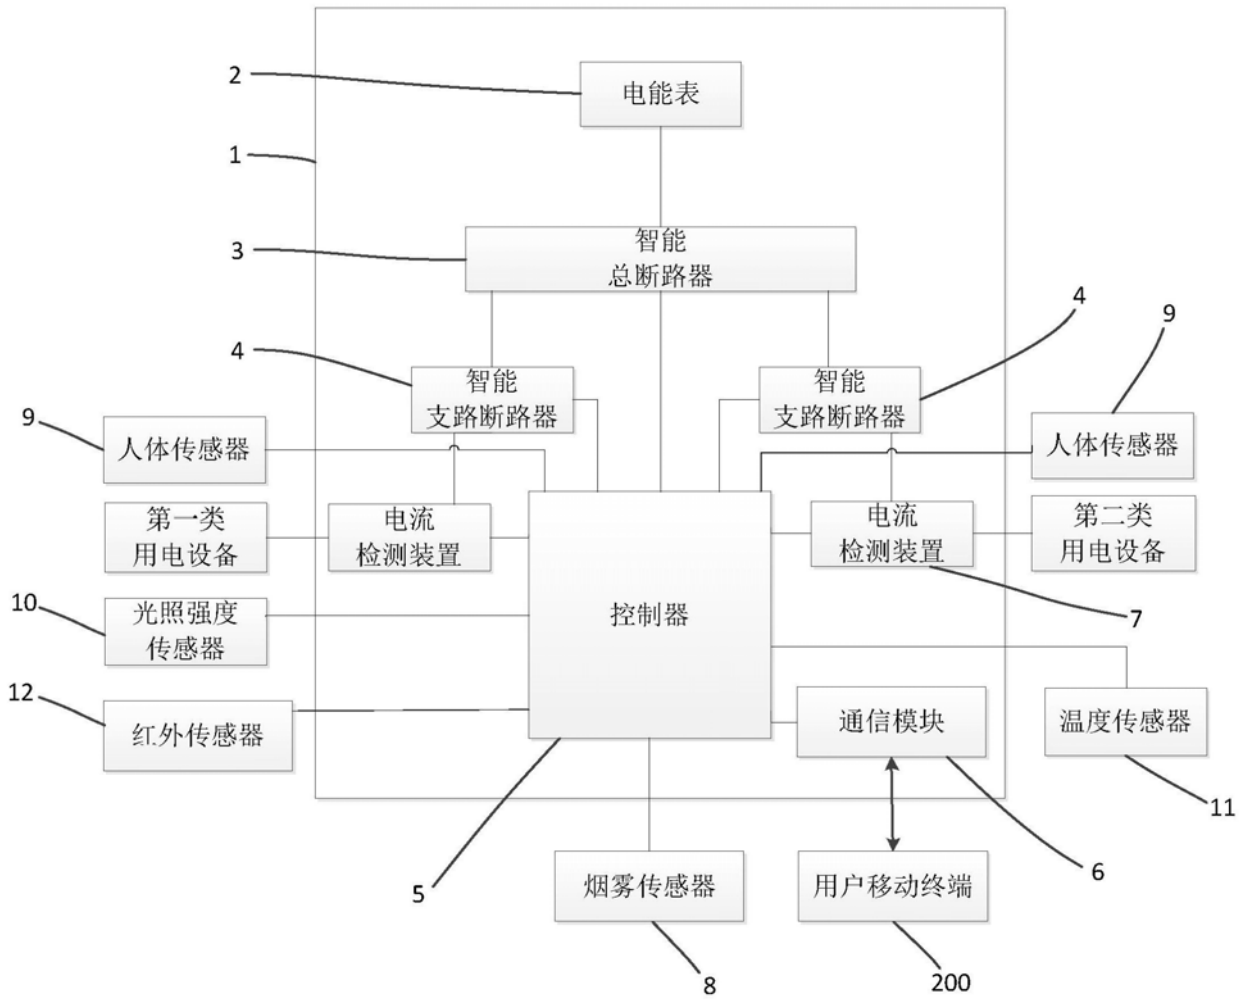 2
电能表
1
3
智能
总断路器
4
9
4
智能
支路断路器
智能
支路断路器
9
人体传感器
人体传感器
第一类
用电设备
电流
检测装置
电流
检测装置
第二类
用电设备
10
光照强度
传感器
控制器
7
12
红外传感器
通信模块
温度传感器
11
5
烟雾传感器
用户移动终端
6
8
200